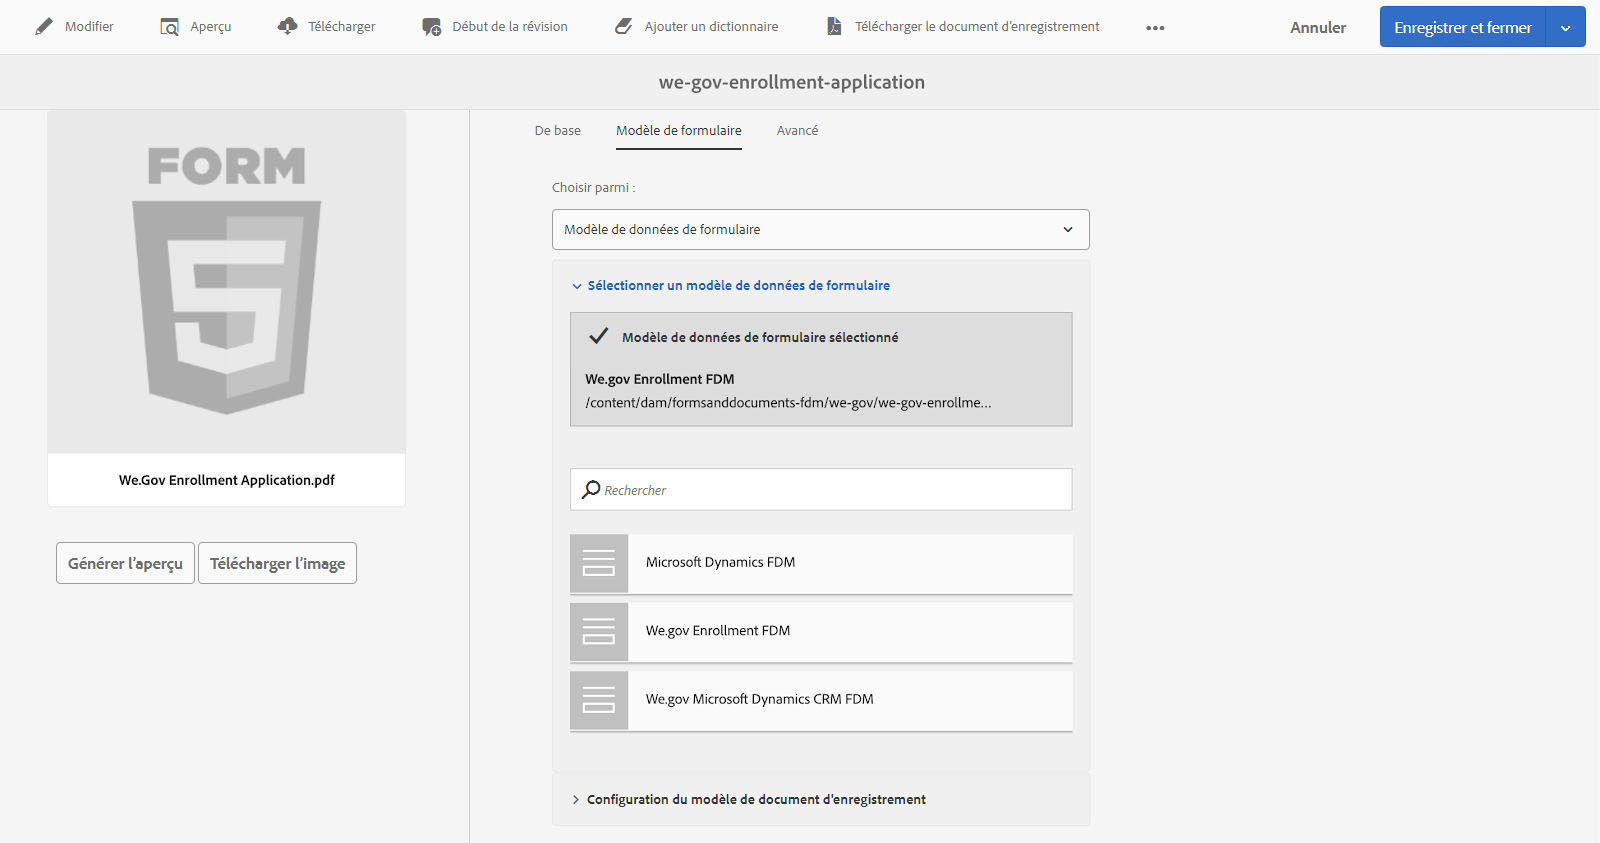 Modifier
Aperçu
Télécharger
Début de la révision
Ajouter un dictionnaire
Télécharger le document d'enregistrement
Annuler
Enregistrer et fermer
we-gov-enrollment-application
FORM
5
We.Gov Enrollment Application.pdf
Générer l'aperçu
Télécharger l'image
De base
Modèle de formulaire
Avancé
Choisir parmi :
Modèle de données de formulaire
Sélectionner un modèle de données de formulaire
Modèle de données de formulaire sélectionné
We.gov Enrollment FDM
/content/dam/formsanddocuments-fdm/we-gov/we-gov-enrollme...
Rechercher
Microsoft Dynamics FDM
We.gov Enrollment FDM
We.gov Microsoft Dynamics CRM FDM
Configuration du modèle de document d'enregistrement